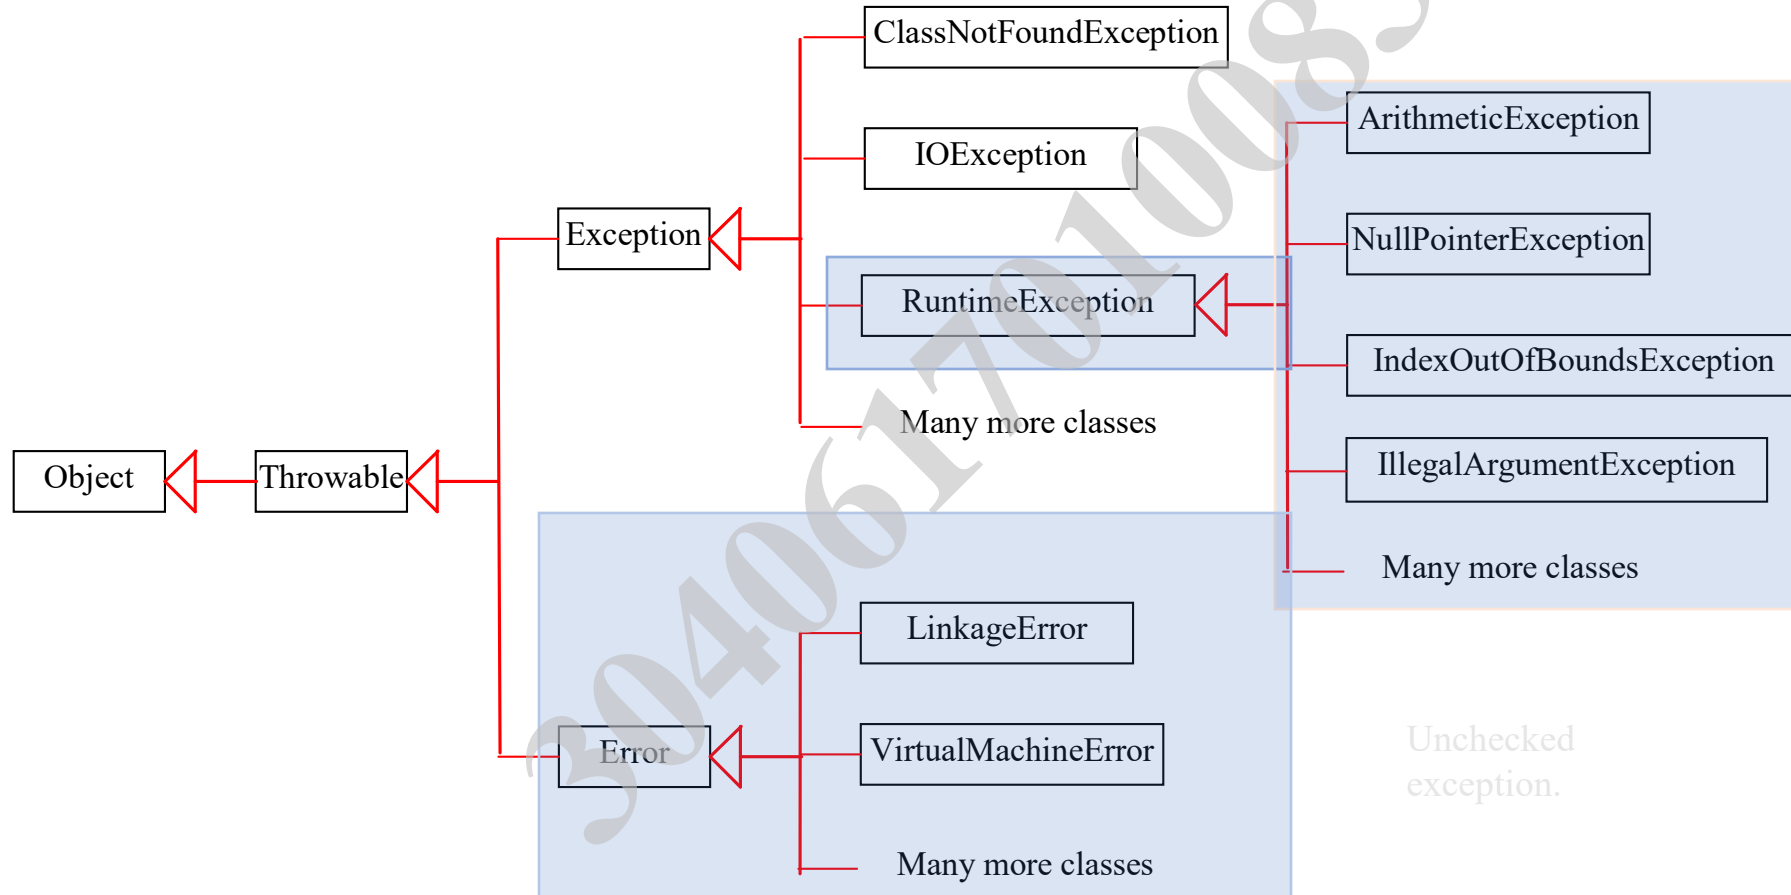 ClassNotFoundException
ArithmeticException
IOException
NullPointerException
Exception
RuntimeException
IndexOutOfBoundsException
Many more classes
IllegalArgumentException
Object
Throwable
Many more classes
LinkageError
Unchecked
exception.
Error
VirtualMachineError
Many more classes